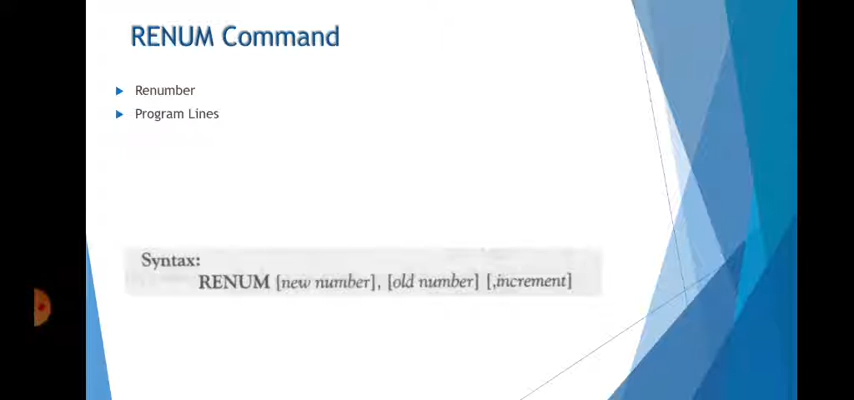 RENUM Command
Renumber
Program Lines
Syntax:
RENUM [new number], [old number] [,increment]